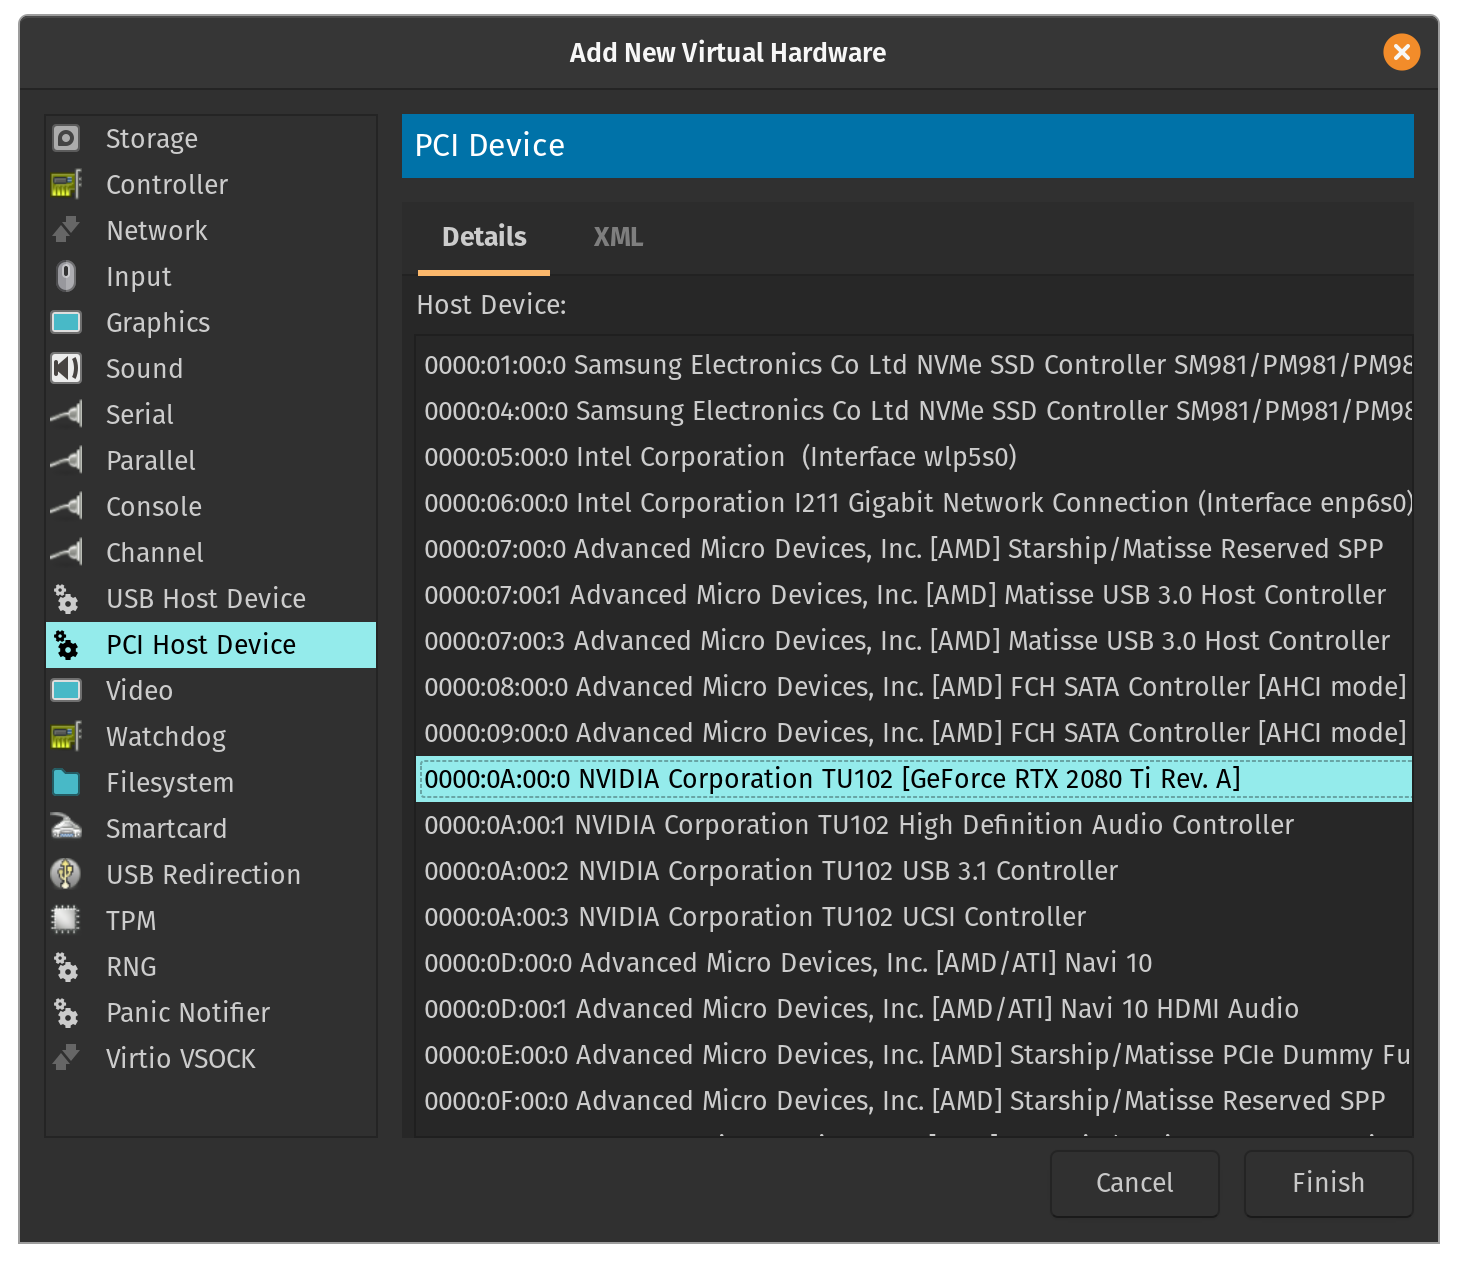 Add New Virtual Hardware
Storage
Controller
Network
Input
Graphics
Sound
Serial
Parallel
Console
Channel
USB Host Device
PCI Host Device
Video
Watchdog
Filesystem
Smartcard
USB Redirection
TPM
RNG
Panic Notifier
Virtio VSOCK
PCI Device
Details XML
Host Device:
0000:01:00:0 Samsung Electronics Co Ltd NVMe SSD Controller SM981/PM981/PM98
0000:04:00:0 Samsung Electronics Co Ltd NVMe SSD Controller SM981/PM981/PM98
0000:05:00:0 Intel Corporation  (Interface wlp5s0)
0000:06:00:0 Intel Corporation I211 Gigabit Network Connection (Interface enp6s0)
0000:07:00:0 Advanced Micro Devices, Inc. [AMD] Starship/Matisse Reserved SPP
0000:07:00:1 Advanced Micro Devices, Inc. [AMD] Matisse USB 3.0 Host Controller
0000:07:00:3 Advanced Micro Devices, Inc. [AMD] Matisse USB 3.0 Host Controller
0000:08:00:0 Advanced Micro Devices, Inc. [AMD] FCH SATA Controller [AHCI mode]
0000:09:00:0 Advanced Micro Devices, Inc. [AMD] FCH SATA Controller [AHCI mode]
0000:0A:00:0 NVIDIA Corporation TU102 [GeForce RTX 2080 Ti Rev. A]
0000:0A:00:1 NVIDIA Corporation TU102 High Definition Audio Controller
0000:0A:00:2 NVIDIA Corporation TU102 USB 3.1 Controller
0000:0A:00:3 NVIDIA Corporation TU102 UCSI Controller
0000:0D:00:0 Advanced Micro Devices, Inc. [AMD/ATI] Navi 10
0000:0D:00:1 Advanced Micro Devices, Inc. [AMD/ATI] Navi 10 HDMI Audio
0000:0E:00:0 Advanced Micro Devices, Inc. [AMD] Starship/Matisse PCIe Dummy Fu
0000:0F:00:0 Advanced Micro Devices, Inc. [AMD] Starship/Matisse Reserved SPP
Cancel Finish